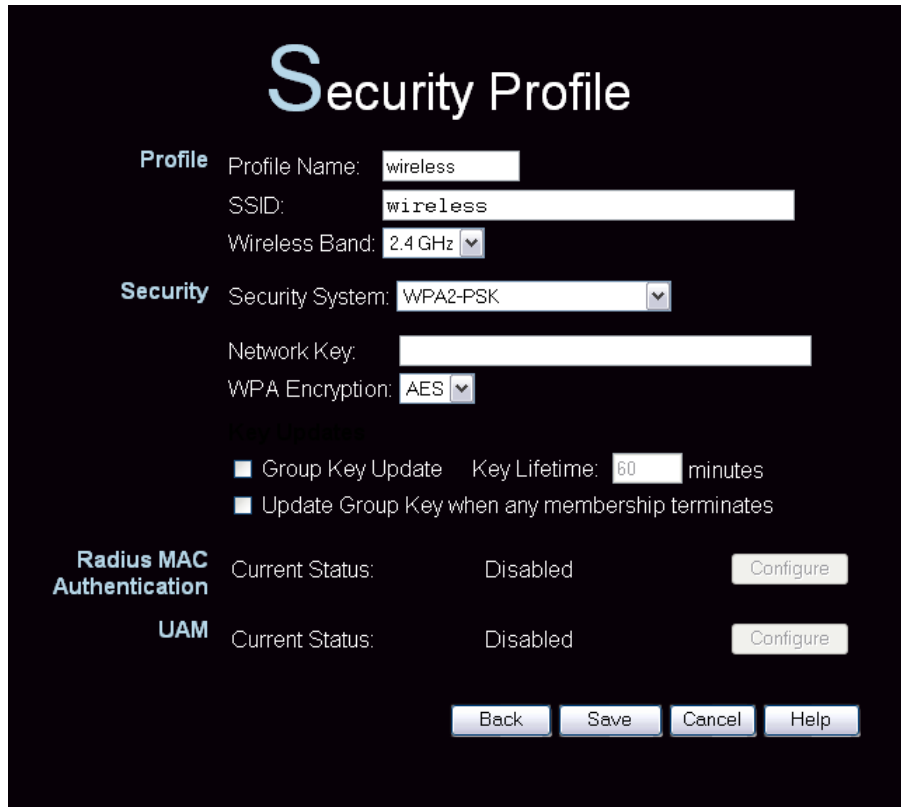 Security Profile
Profile
Profile Name: wireless
SSID: wireless
Wireless Band: 2.4 GHz
Security
Security System: WPA2-PSK
Network Key:
WPA Encryption: AES
Key Updates
Group Key Update Key Lifetime: 60 minutes
Update Group Key when any membership terminates
Radius MAC
Authentication
Current Status: Disabled Configure
UAM
Current Status: Disabled Configure
Back Save Cancel Help